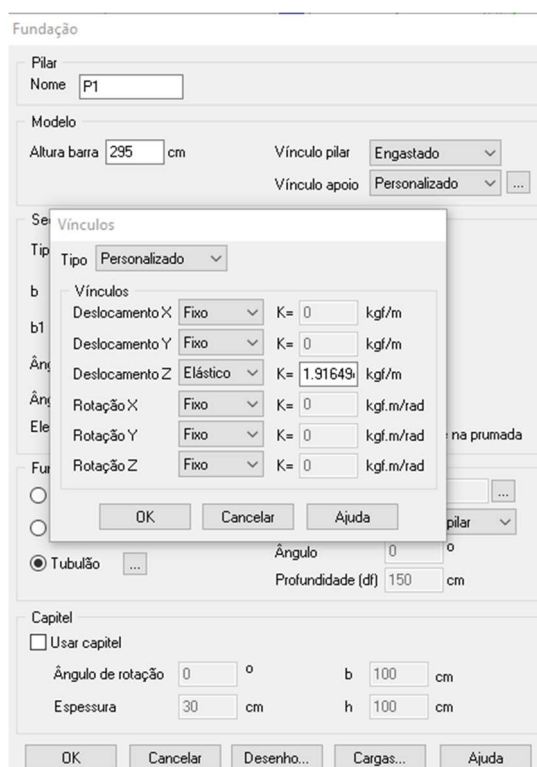 Fundação
Pilar
Nome P1
Modelo
Altura barra 295 cm
Vínculo pilar Engastado
Vínculo apoio Personalizado ...
Vínculos
Tipo Personalizado
Vínculos
Deslocamento X Fixo K= 0 kgf/m
Deslocamento Y Fixo K= 0 kgf/m
Deslocamento Z Elástico K= 1.91649 kgf/m
Rotação X Fixo K= 0 kgf.m/rad
Rotação Y Fixo K= 0 kgf.m/rad
Rotação Z Fixo K= 0 kgf.m/rad
OK Cancelar Ajuda
b
b1
na prumada
...
pilar
Tubulão ...
Ângulo 0 º
Profundidade (df) 150 cm
Capitel
Usar capitel
Ângulo de rotação 0 º b 100 cm
Espessura 30 cm h 100 cm
OK Cancelar Desenho... Cargas... Ajuda